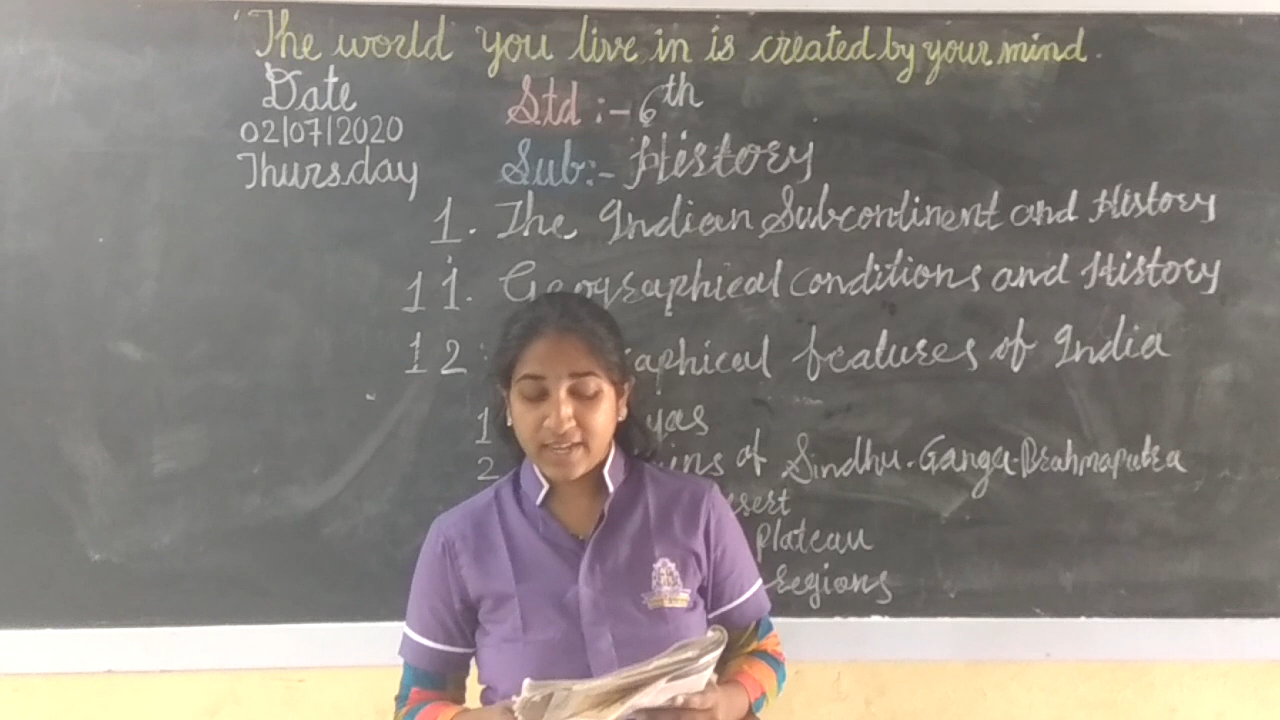 'The world you live in is created by your mind.
Date
02/07/2020
Thursday
Std :- 6th
Sub:- History
1. The Indian Subcontinent and History
1.1. Geographical conditions and History
1.2 aphical features of India
1 yas
2 ins of Sindhu-Ganga-Brahmaputra
esert
Plateau
regions